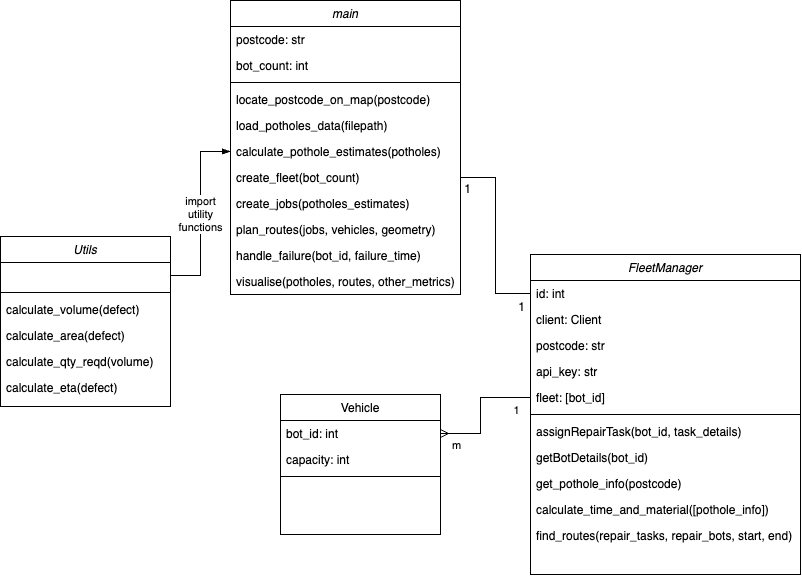 main
postcode: str
bot_count: int
locate_postcode_on_map(postcode)
load_potholes_data(filepath)
calculate_pothole_estimates(potholes)
create_fleet(bot_count)
create_jobs(potholes_estimates)
plan_routes(jobs, vehicles, geometry)
handle_failure(bot_id, failure_time)
visualise(potholes, routes, other_metrics)
import
utility
functions
1
Utils
calculate_volume(defect)
calculate_area(defect)
calculate_qty_reqd(volume)
calculate_eta(defect)
FleetManager
1
id: int
client: Client
postcode: str
api_key: str
fleet: [bot_id]
1
assignRepairTask(bot_id, task_details)
getBotDetails(bot_id)
get_pothole_info(postcode)
calculate_time_and_material([pothole_info])
find_routes(repair_tasks, repair_bots, start, end)
Vehicle
bot_id: int
capacity: int
m